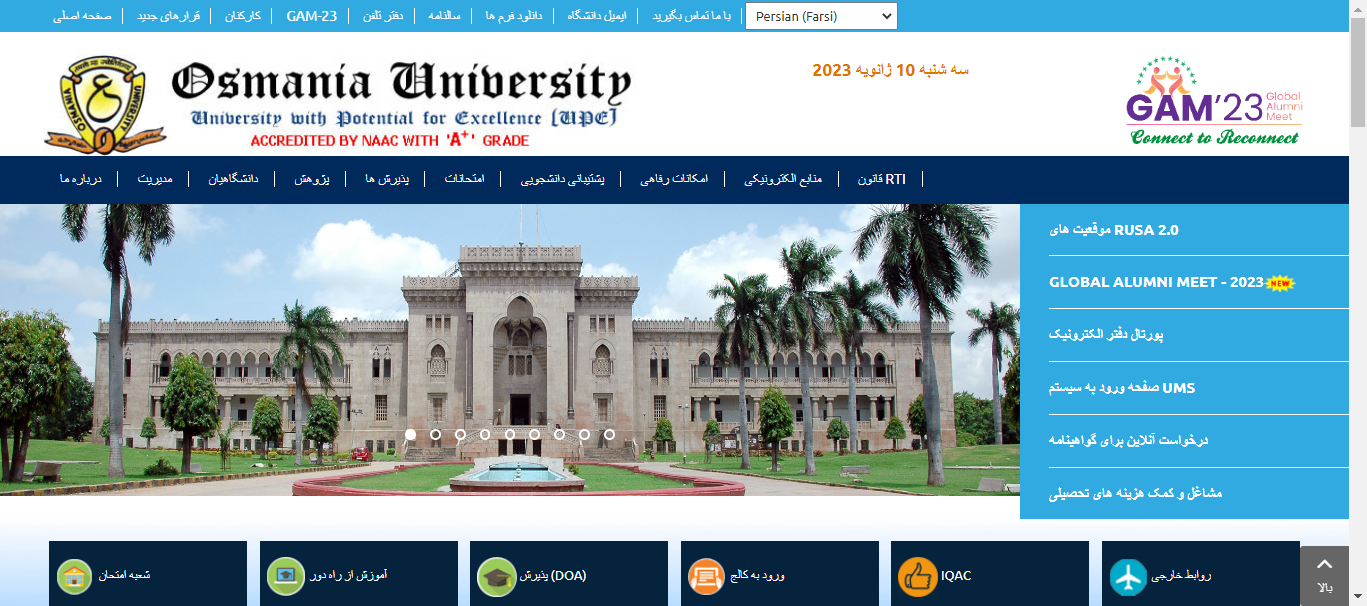 صفحه اصلی
قرارهای جدید
کارکنان
GAM-23
دفتر تلفن
سالنامه
دانلود فرم ها
ایمیل دانشگاه
با ما تماس بگیرید
Persian (Farsi)
OSMANIA UNIVERSITY
Osmania University
University with Potential for Excellence [UPE]
ACCREDITED BY NAAC WITH 'A+' GRADE
سه شنبه 10 ژانویه 2023
GAM'23 Global
Alumni
Meet
Connect to Reconnect
درباره ما
مدیریت
دانشگاهیان
پژوهش
پذیرش ها
امتحانات
پشتیبانی دانشجویی
امکانات رفاهی
منابع الکترونیکی
قانون RTI
موقعیت های RUSA 2.0
GLOBAL ALUMNI MEET - 2023 NEW
پورتال دفتر الکترونیک
صفحه ورود به سیستم UMS
درخواست آنلاین برای گواهینامه
مشاغل و کمک هزینه های تحصیلی
شعبه امتحان
آموزش از راه دور
پذیرش (DOA)
ورود به کالج
IQAC
روابط خارجی
بالا